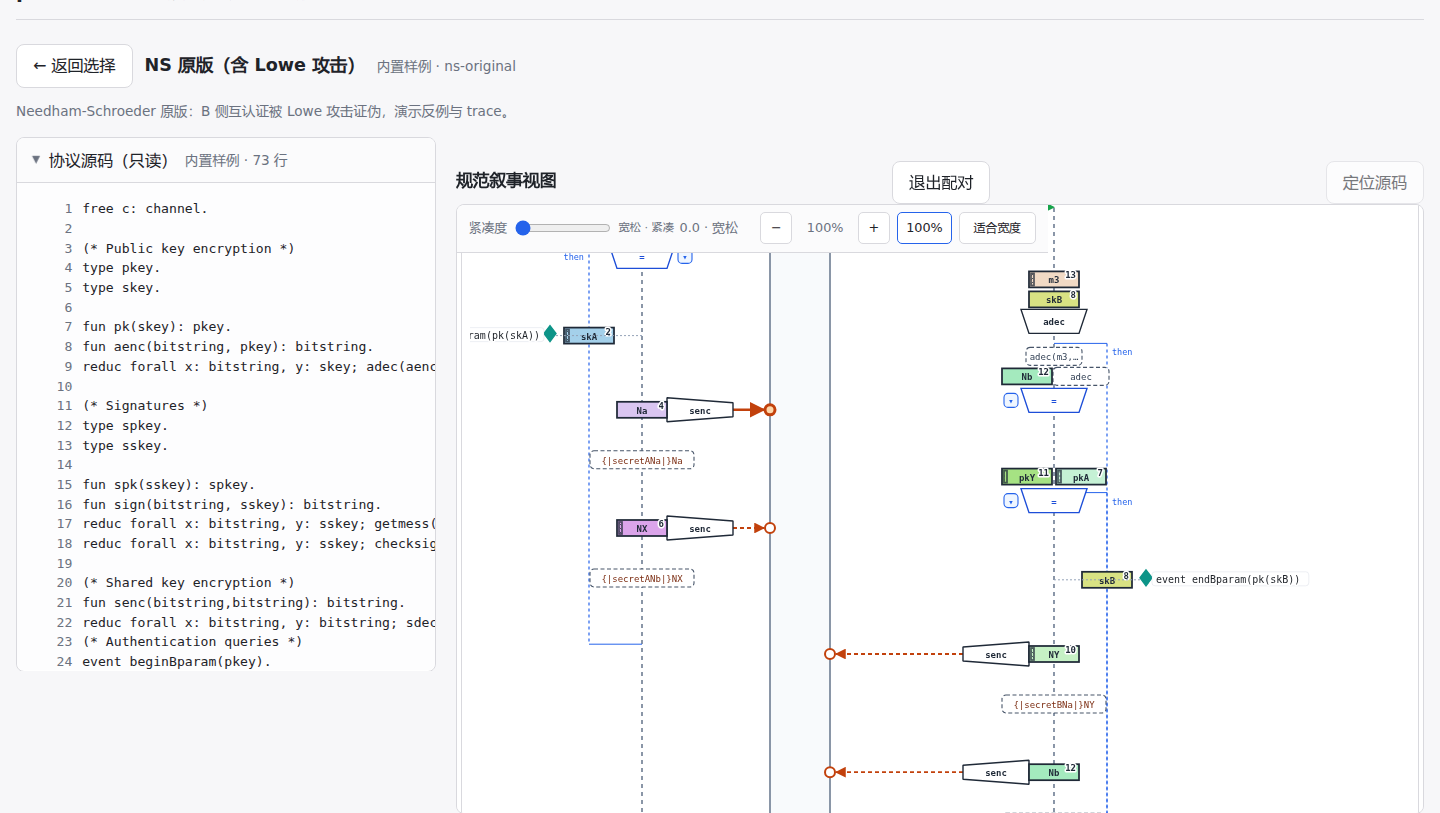 ← 返回选择
NS 原版（含 Lowe 攻击）
内置样例 · ns-original
Needham-Schroeder 原版：B 侧互认证被 Lowe 攻击证伪，演示反例与 trace。
▼ 协议源码（只读） 内置样例 · 73 行
1 free c: channel.
2
3 (* Public key encryption *)
4 type pkey.
5 type skey.
6
7 fun pk(skey): pkey.
8 fun aenc(bitstring, pkey): bitstring.
9 reduc forall x: bitstring, y: skey; adec(aenc
10
11 (* Signatures *)
12 type spkey.
13 type sskey.
14
15 fun spk(sskey): spkey.
16 fun sign(bitstring, sskey): bitstring.
17 reduc forall x: bitstring, y: sskey; getmess(
18 reduc forall x: bitstring, y: sskey; checksig
19
20 (* Shared key encryption *)
21 fun senc(bitstring,bitstring): bitstring.
22 reduc forall x: bitstring, y: bitstring; sdec
23 (* Authentication queries *)
24 event beginBparam(pkey).
规范叙事视图
退出配对
定位源码
紧凑度
宽松 · 紧凑 0.0 · 宽松
−
100%
+
100%
适合宽度
then
=
ram(pk(skA))
skA 2
Na 4
senc
{|secretANa|}Na
NX 6
senc
{|secretANb|}NX
m3 13
skB 8
adec
adec(m3,…
then
Nb 12
adec
=
pkY 11
pkA 7
=
then
skB 8
event endBparam(pk(skB))
senc
NY 10
{|secretBNa|}NY
senc
Nb 12